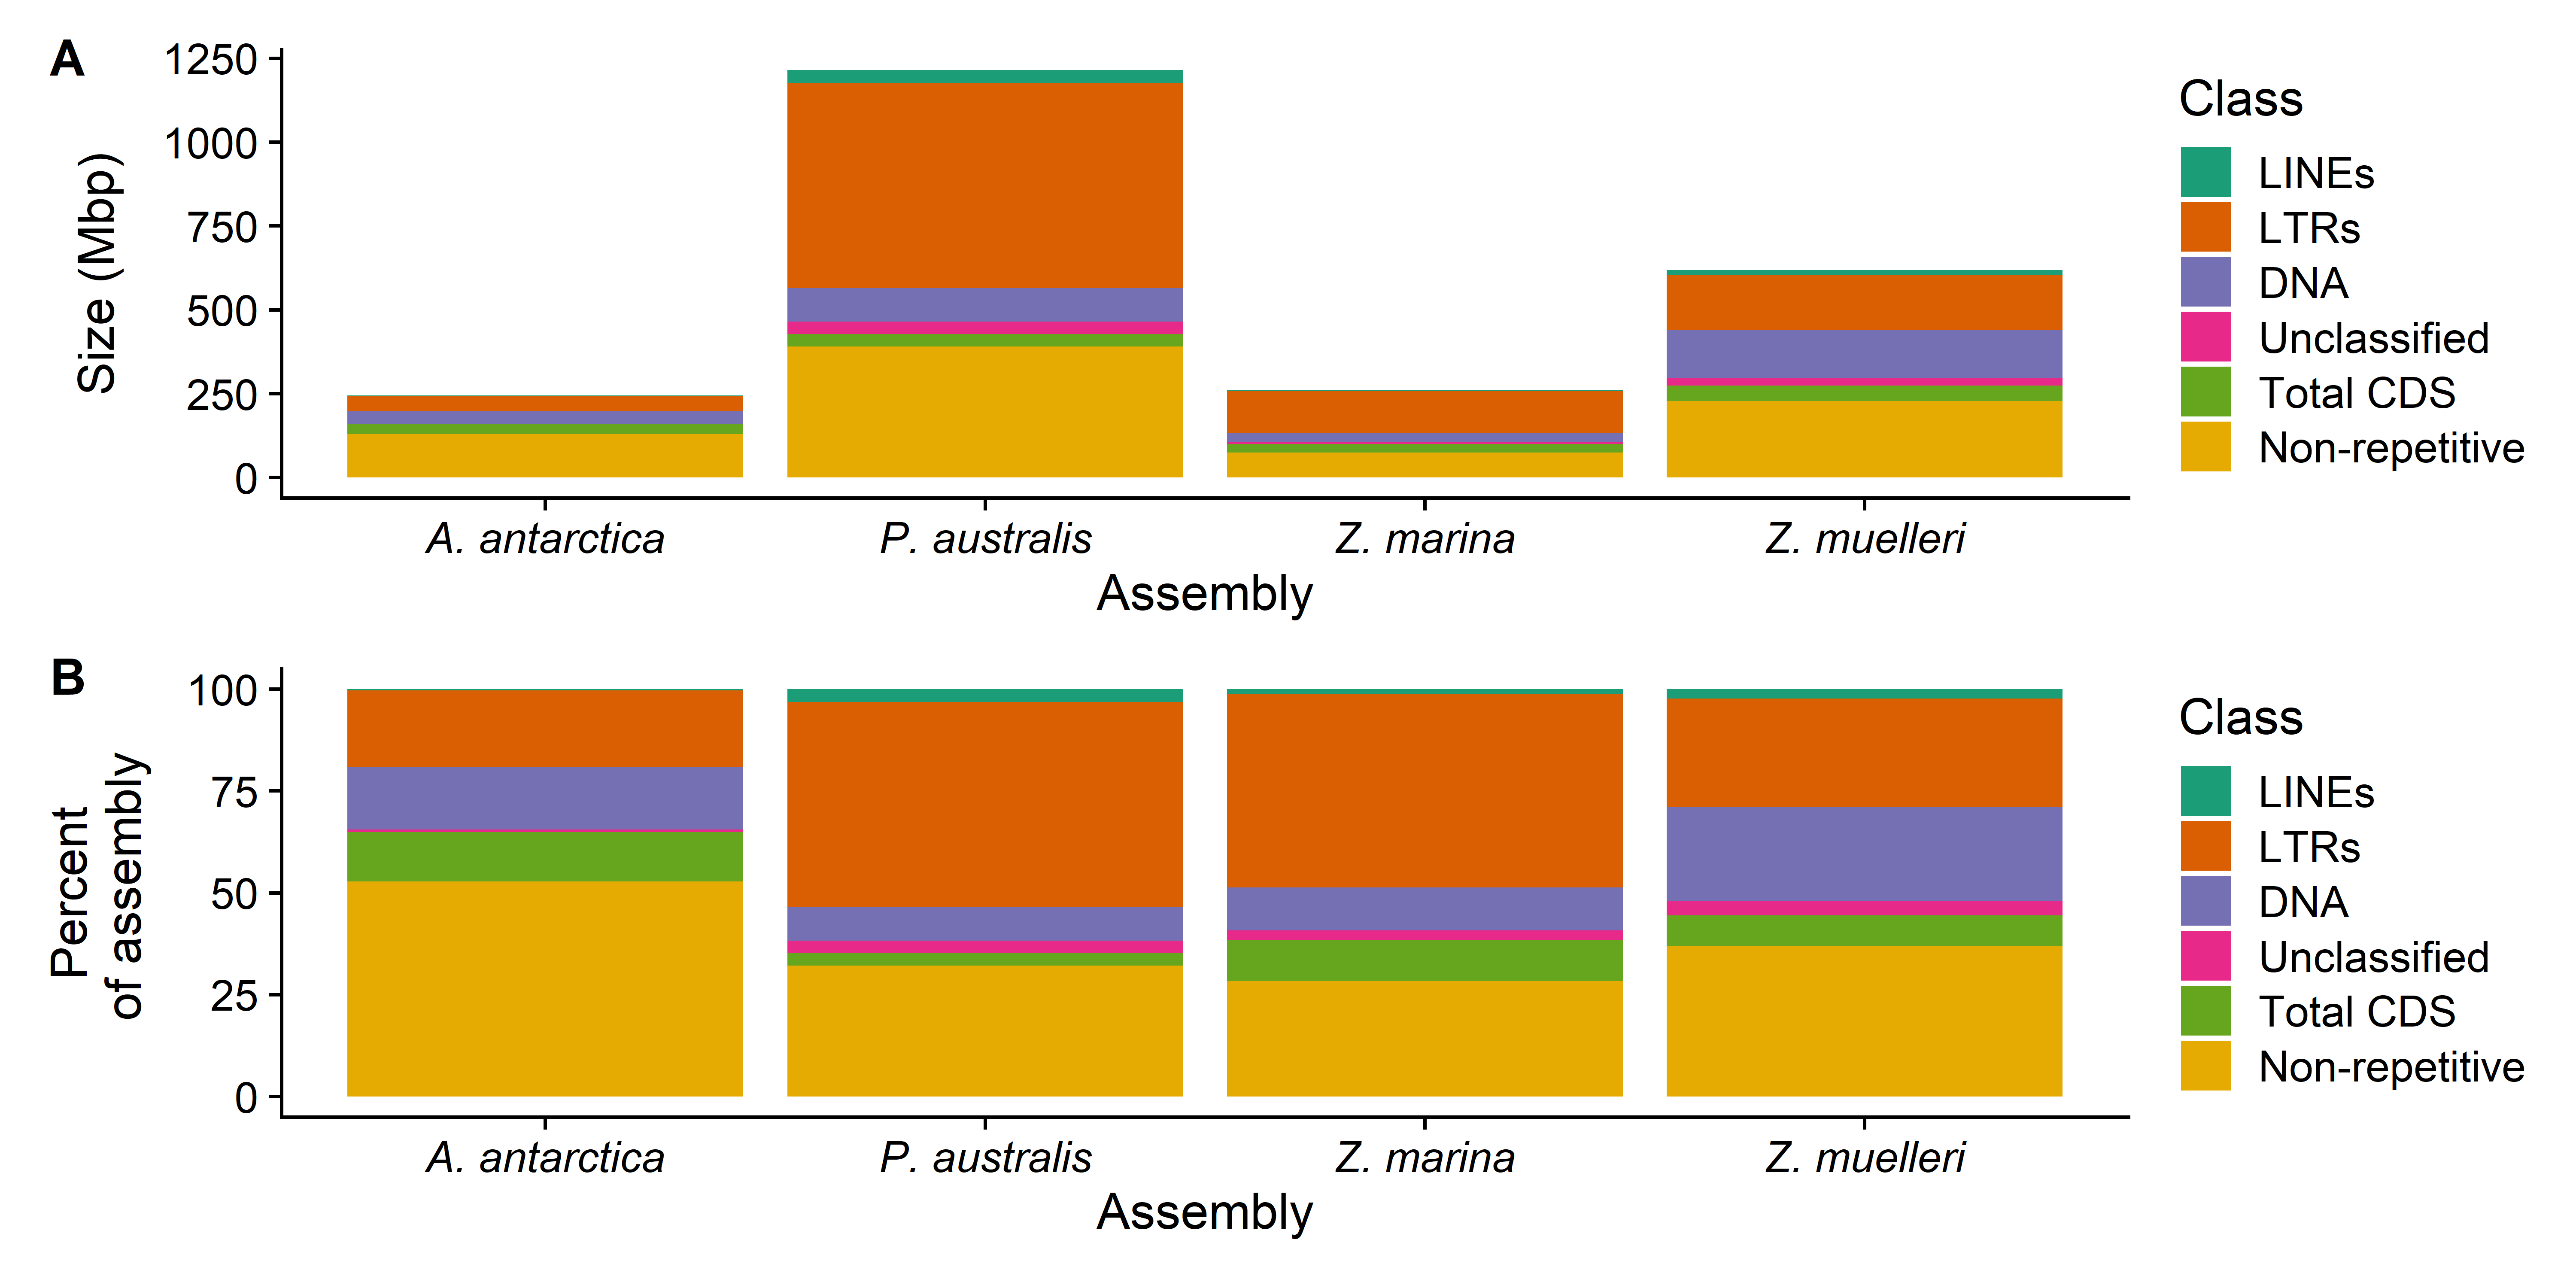 A
Size (Mbp)
1250
1000
750
500
250
0
A. antarctica
P. australis
Z. marina
Z. muelleri
Assembly
Class
LINEs
LTRs
DNA
Unclassified
Total CDS
Non-repetitive
B
Percent
of assembly
100
75
50
25
0
A. antarctica
P. australis
Z. marina
Z. muelleri
Assembly
Class
LINEs
LTRs
DNA
Unclassified
Total CDS
Non-repetitive